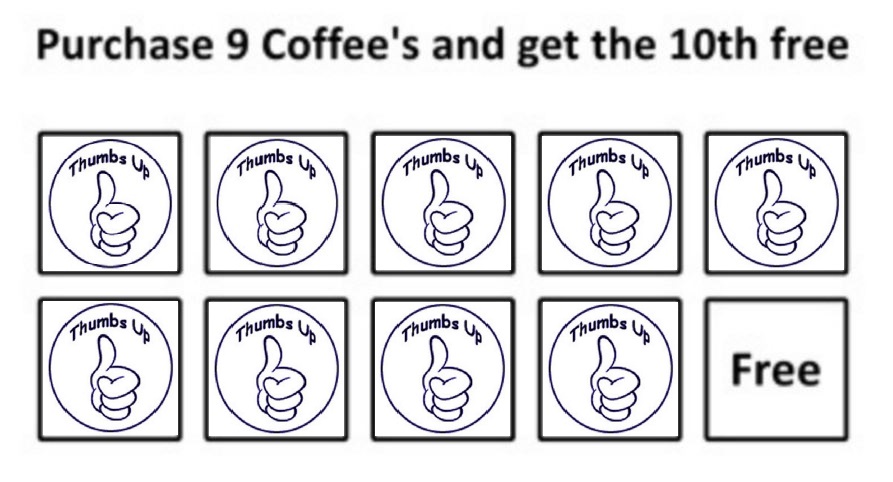 Purchase 9 Coffee's and get the 10th free
Thumbs Up Thumbs Up Thumbs Up Thumbs Up Thumbs Up
Thumbs Up Thumbs Up Thumbs Up Thumbs Up Free